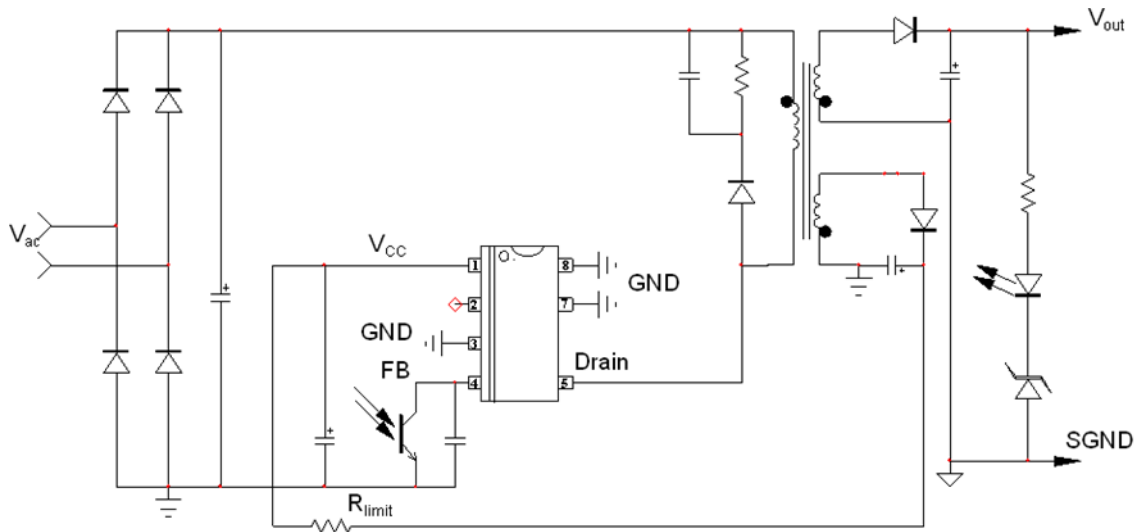 Vout
Vac
VCC
1
8
GND
2
7
GND
3
Drain
FB
4
5
SGND
Rlimit
+
+
+
+